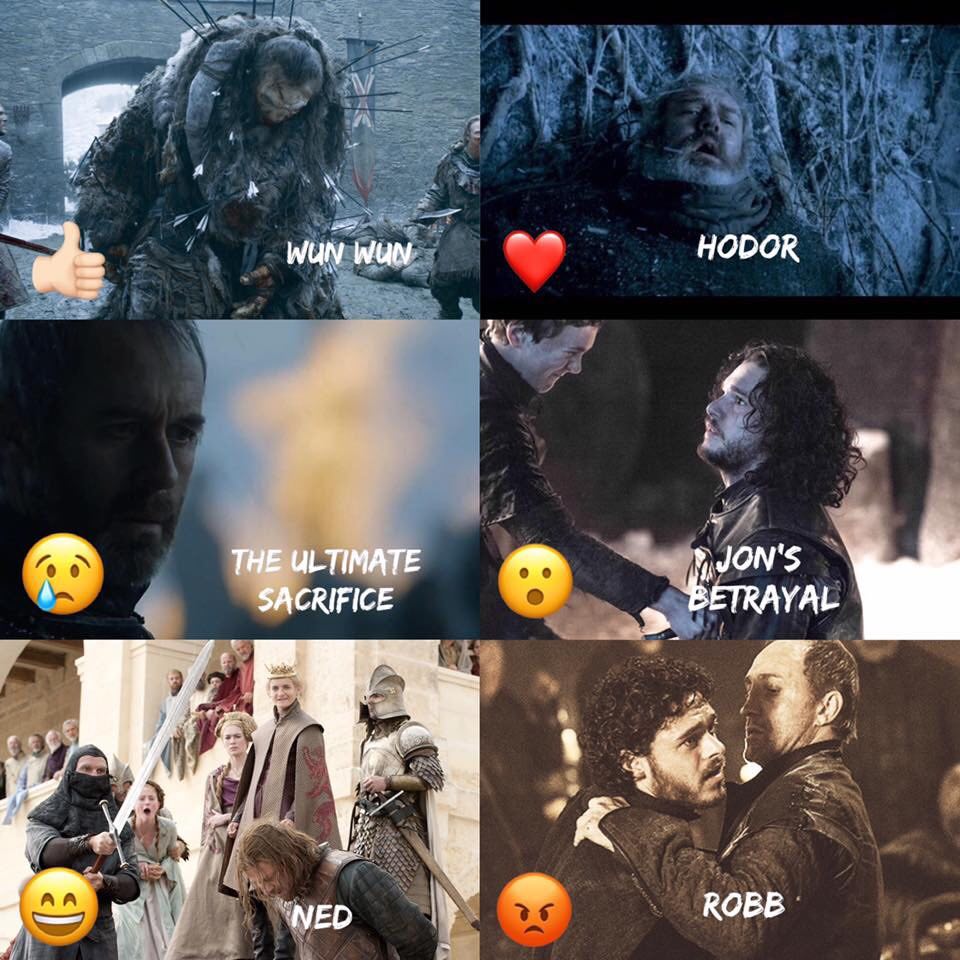 WUN WUN
HODOR
THE ULTIMATE
SACRIFICE
JON'S
BETRAYAL
NED
ROBB